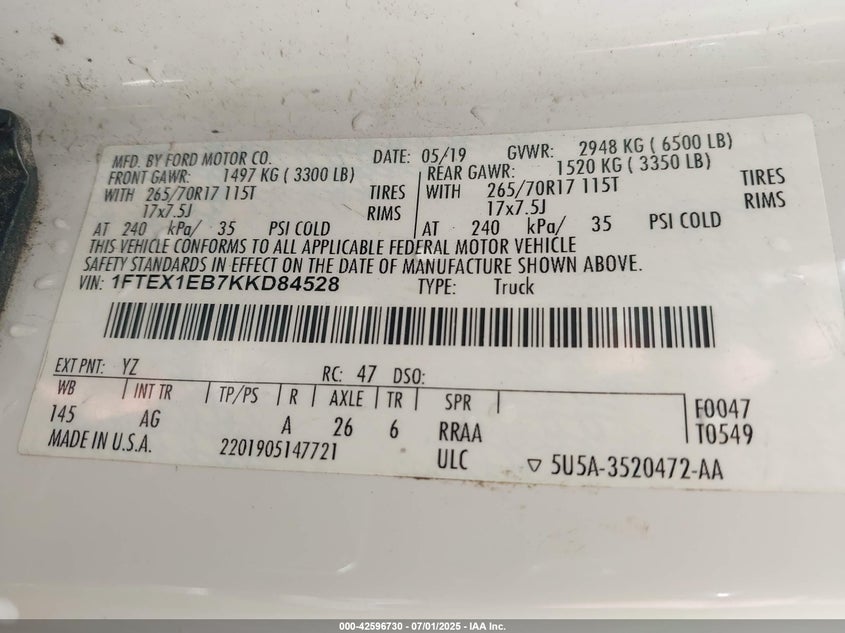 MFD. BY FORD MOTOR CO. DATE: 05/19 GVWR: 2948 KG ( 6500 LB)
FRONT GAWR: 1497 KG ( 3300 LB) REAR GAWR: 1520 KG ( 3350 LB)
WITH 265/70R17 115T TIRES WITH 265/70R17 115T TIRES
17x7.5J RIMS 17x7.5J RIMS
AT 240 kPa/ 35 PSI COLD AT 240 kPa/ 35 PSI COLD
THIS VEHICLE CONFORMS TO ALL APPLICABLE FEDERAL MOTOR VEHICLE
SAFETY STANDARDS IN EFFECT ON THE DATE OF MANUFACTURE SHOWN ABOVE.
VIN: 1FTEX1EB7KKD84528 TYPE: Truck
EXT PNT: YZ RC: 47 DSO:
WB INT TR TP/PS R AXLE TR SPR F0047
145 AG A 26 6 RRAA T0549
MADE IN U.S.A. 2201905147721 ULC ▽ 5U5A-3520472-AA
000-42596730 - 07/01/2025 - IAA Inc.